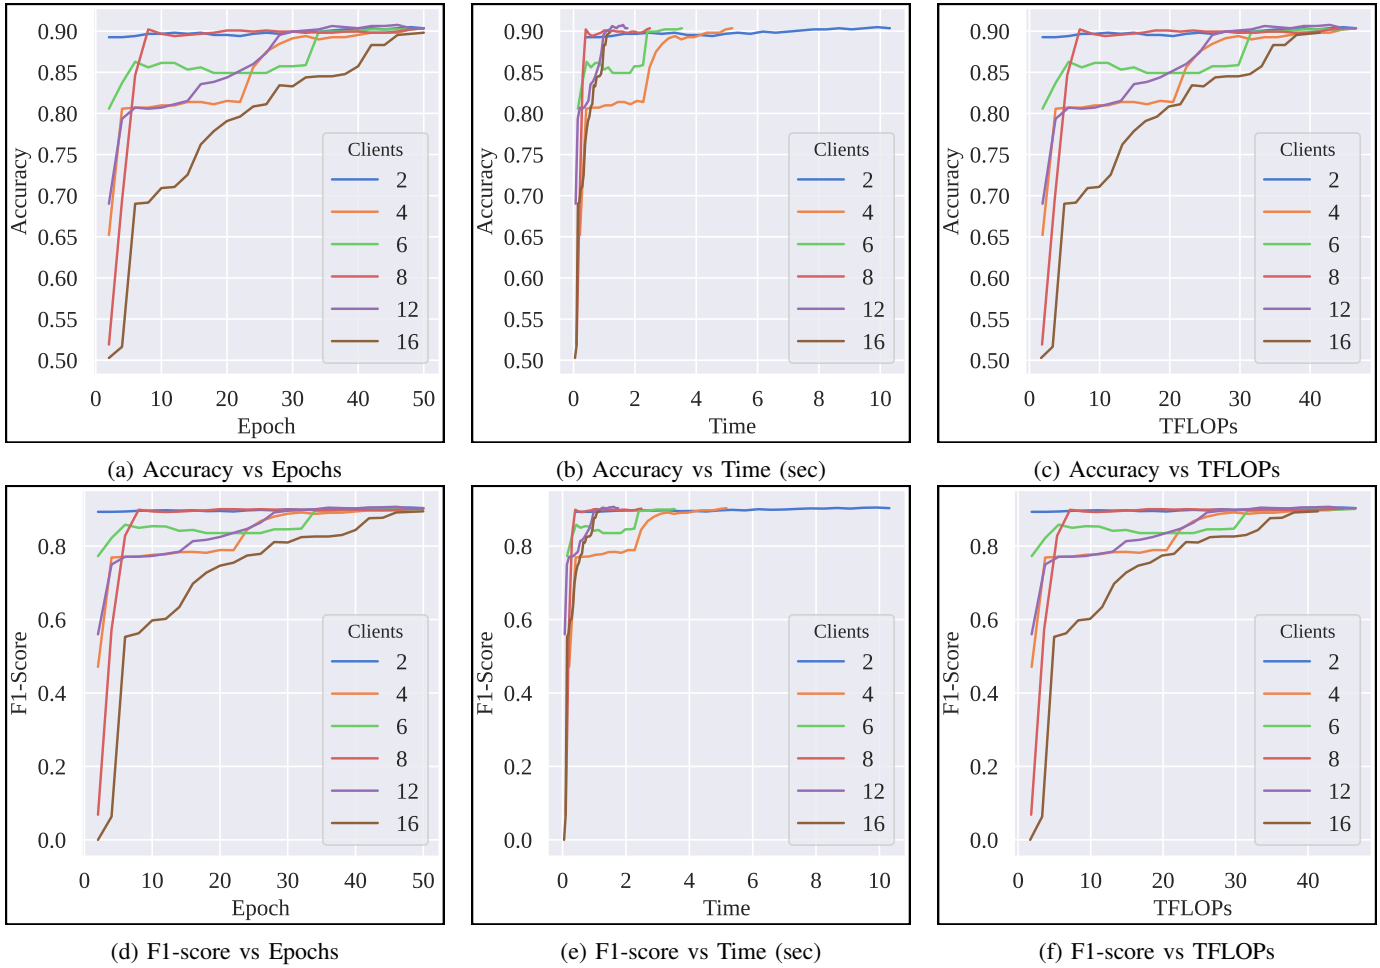 0.90
0.85
0.80
0.75
0.70
0.65
0.60
0.55
0.50
Accuracy
0 10 20 30 40 50
Epoch
Clients
2
4
6
8
12
16
(a) Accuracy vs Epochs
0.90
0.85
0.80
0.75
0.70
0.65
0.60
0.55
0.50
Accuracy
0 2 4 6 8 10
Time
Clients
2
4
6
8
12
16
(b) Accuracy vs Time (sec)
0.90
0.85
0.80
0.75
0.70
0.65
0.60
0.55
0.50
Accuracy
0 10 20 30 40
TFLOPs
Clients
2
4
6
8
12
16
(c) Accuracy vs TFLOPs
0.8
0.6
0.4
0.2
0.0
F1-Score
0 10 20 30 40 50
Epoch
Clients
2
4
6
8
12
16
(d) F1-score vs Epochs
0.8
0.6
0.4
0.2
0.0
F1-Score
0 2 4 6 8 10
Time
Clients
2
4
6
8
12
16
(e) F1-score vs Time (sec)
0.8
0.6
0.4
0.2
0.0
F1-Score
0 10 20 30 40
TFLOPs
Clients
2
4
6
8
12
16
(f) F1-score vs TFLOPs